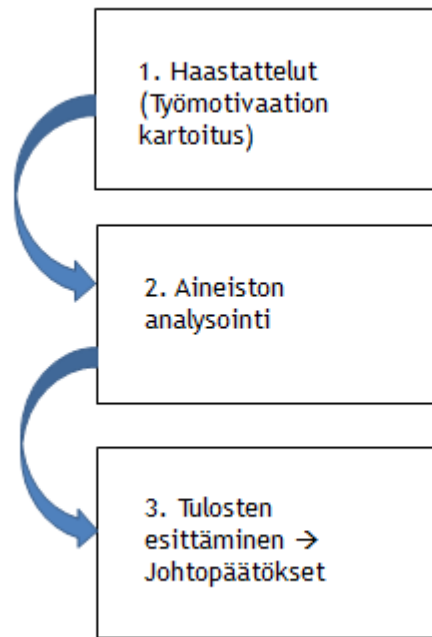 1. Haastattelut
(Työmotivaation
kartoitus)
2. Aineiston
analysointi
3. Tulosten
esittäminen →
Johtopäätökset